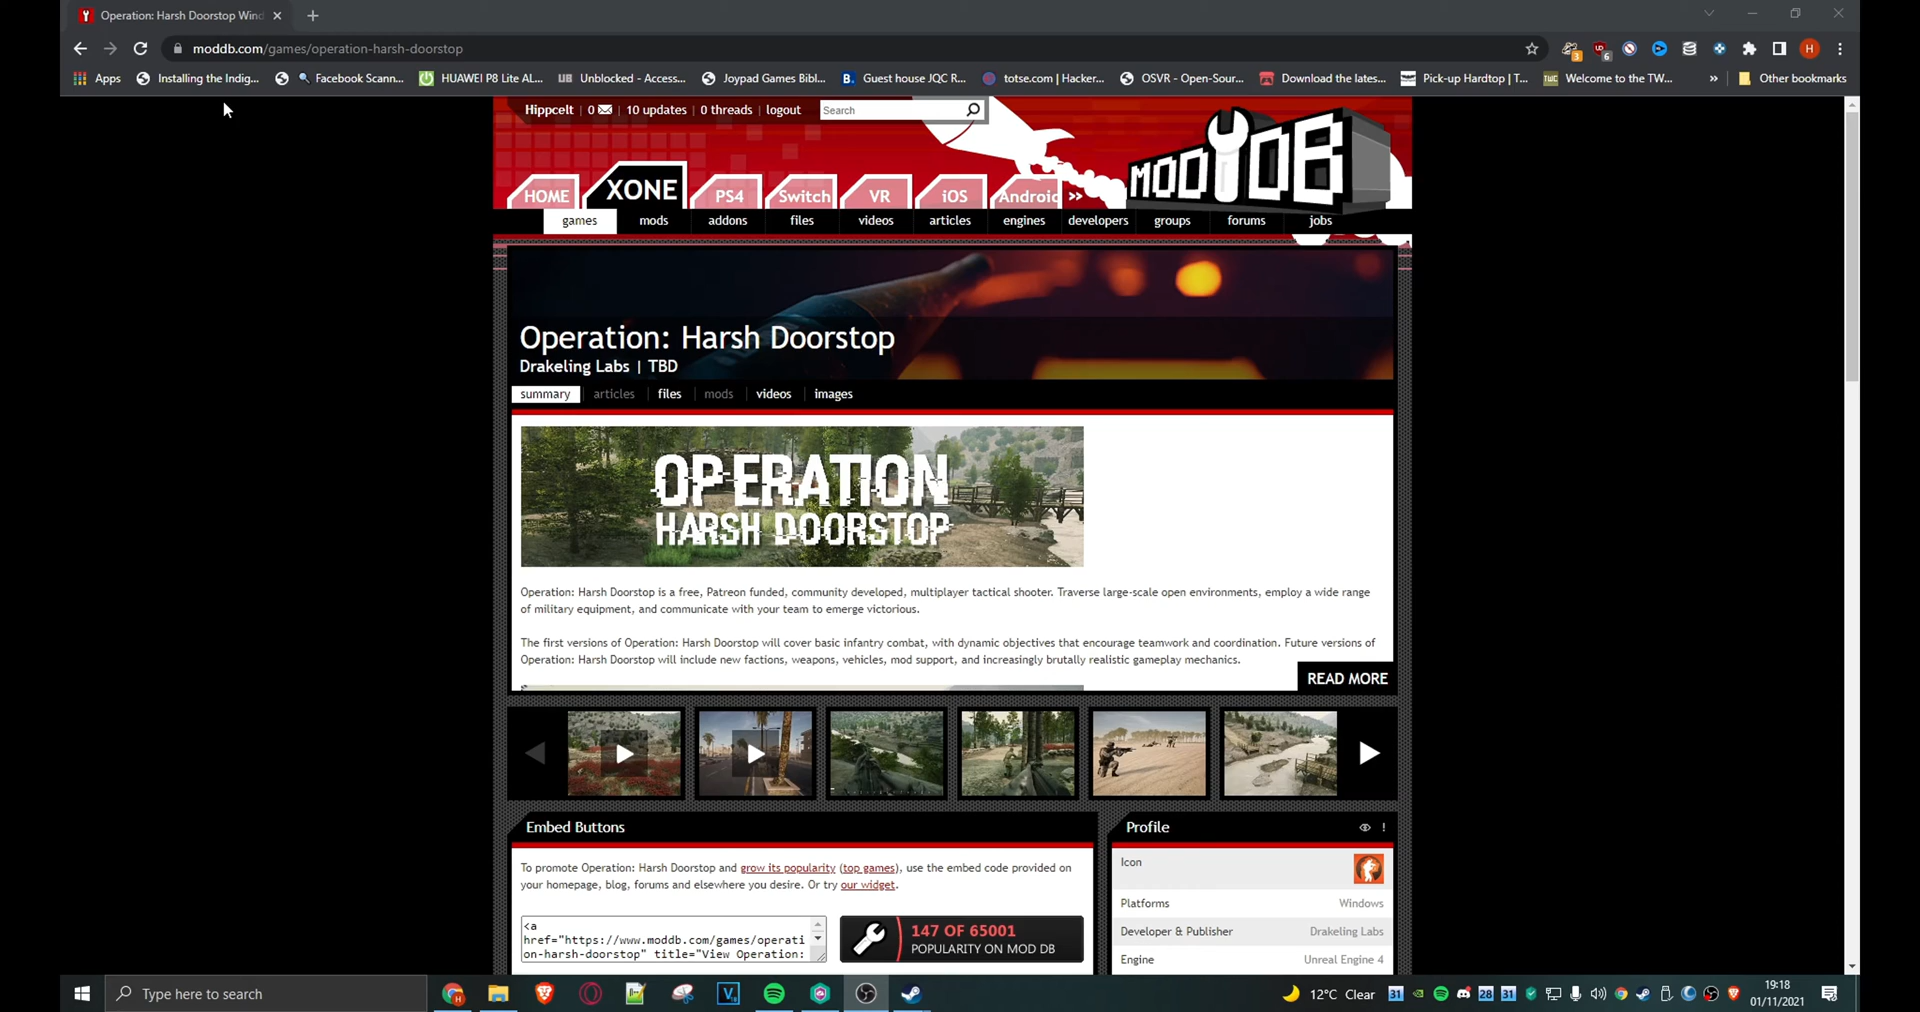 Operation: Harsh Doorstop Wind
moddb.com/games/operation-harsh-doorstop
Apps
Installing the Indig...
Facebook Scann...
HUAWEI P8 Lite AL...
UB Unblocked - Access...
Joypad Games Bibl...
B. Guest house JQC R...
totse.com | Hacker...
OSVR - Open-Sour...
Download the lates...
Pick-up Hardtop | T...
TWC Welcome to the TW...
»
Other bookmarks
Hippcelt | 0 | 10 updates | 0 threads | logout
Search
MODDB
HOME XONE PS4 Switch VR iOS Android »
games mods addons files videos articles engines developers groups forums jobs
Operation: Harsh Doorstop
Drakeling Labs | TBD
summary articles files mods videos images
OPERATION
HARSH DOORSTOP
Operation: Harsh Doorstop is a free, Patreon funded, community developed, multiplayer tactical shooter. Traverse large-scale open environments, employ a wide range
of military equipment, and communicate with your team to emerge victorious.
The first versions of Operation: Harsh Doorstop will cover basic infantry combat, with dynamic objectives that encourage teamwork and coordination. Future versions of
Operation: Harsh Doorstop will include new factions, weapons, vehicles, mod support, and increasingly brutally realistic gameplay mechanics.
READ MORE
Embed Buttons
To promote Operation: Harsh Doorstop and grow its popularity (top games), use the embed code provided on
your homepage, blog, forums and elsewhere you desire. Or try our widget.
<a
href="https://www.moddb.com/games/operati
on-harsh-doorstop" title="View Operation:
147 OF 65001
POPULARITY ON MOD DB
Profile
Icon
Platforms Windows
Developer & Publisher Drakeling Labs
Engine Unreal Engine 4
Type here to search
12°C Clear
31
28
31
19:18
01/11/2021